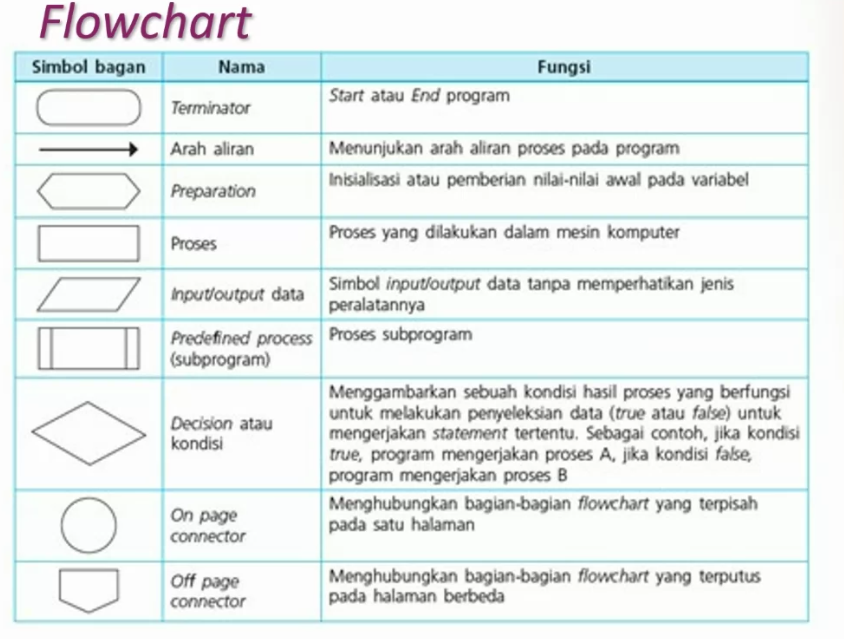 Flowchart
Simbol bagan Nama Fungsi
Terminator
Start atau End program
Arah aliran
Menunjukan arah aliran proses pada program
Preparation
Inisialisasi atau pemberian nilai-nilai awal pada variabel
Proses
Proses yang dilakukan dalam mesin komputer
Input/output data
Simbol input/output data tanpa memperhatikan jenis
peralatannya
Predefined process
(subprogram)
Proses subprogram
Decision atau
kondisi
Menggambarkan sebuah kondisi hasil proses yang berfungsi
untuk melakukan penyeleksian data (true atau false) untuk
mengerjakan statement tertentu. Sebagai contoh, jika kondisi
true, program mengerjakan proses A, jika kondisi false,
program mengerjakan proses B
On page
connector
Menghubungkan bagian-bagian flowchart yang terpisah
pada satu halaman
Off page
connector
Menghubungkan bagian-bagian flowchart yang terputus
pada halaman berbeda